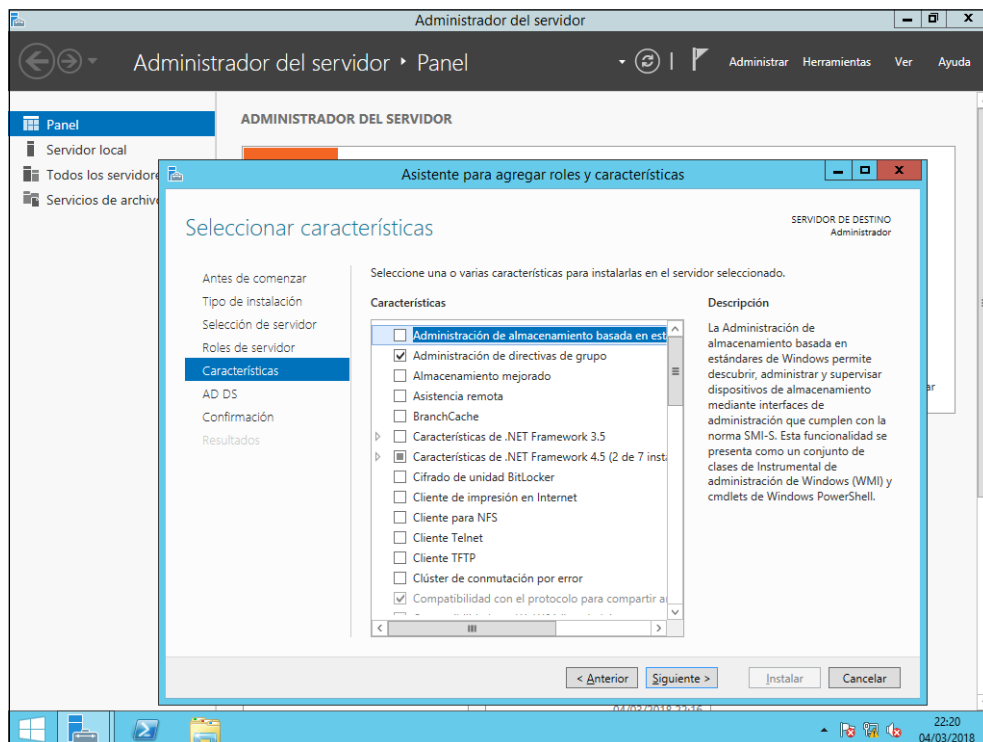 Administrador del servidor
Administrador del servidor • Panel
Administrar Herramientas Ver Ayuda
Panel
Servidor local
Todos los servidore
Servicios de archiv
ADMINISTRADOR DEL SERVIDOR
Asistente para agregar roles y características
Seleccionar características
SERVIDOR DE DESTINO
Administrador
Antes de comenzar
Tipo de instalación
Selección de servidor
Roles de servidor
Características
AD DS
Confirmación
Resultados
Seleccione una o varias características para instalarlas en el servidor seleccionado.
Características
Administración de almacenamiento basada en est
Administración de directivas de grupo
Almacenamiento mejorado
Asistencia remota
BranchCache
Características de .NET Framework 3.5
Características de .NET Framework 4.5 (2 de 7 inst
Cifrado de unidad BitLocker
Cliente de impresión en Internet
Cliente para NFS
Cliente Telnet
Cliente TFTP
Clúster de conmutación por error
Compatibilidad con el protocolo para compartir a
Descripción
La Administración de
almacenamiento basada en
estándares de Windows permite
descubrir, administrar y supervisar
dispositivos de almacenamiento
mediante interfaces de
administración que cumplen con la
norma SMI-S. Esta funcionalidad se
presenta como un conjunto de
clases de Instrumental de
administración de Windows (WMI) y
cmdlets de Windows PowerShell.
ar
< Anterior Siguiente > Instalar Cancelar
04/03/2018 22:16
22:20
04/03/2018